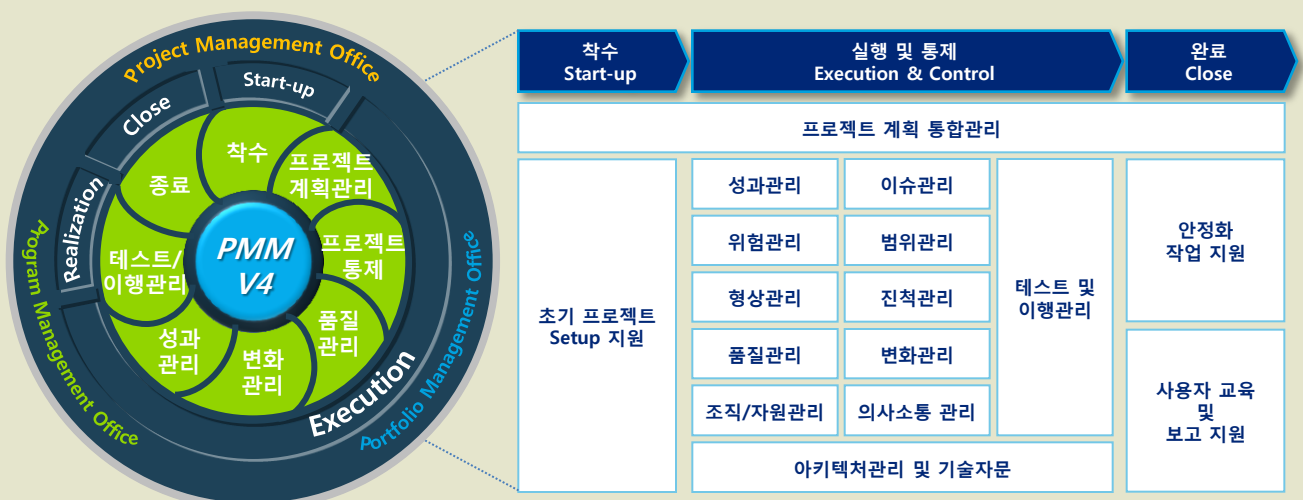 Project Management Office
Program Management Office
Portfolio Management Office
Start-up
Close
Realization
Execution
착수
프로젝트
계획관리
프로젝트
통제
품질
관리
변화
관리
성과
관리
테스트/
이행관리
종료
PMM
V4
착수
Start-up
실행 및 통제
Execution & Control
완료
Close
프로젝트 계획 통합관리
초기 프로젝트
Setup 지원
성과관리
이슈관리
위험관리
범위관리
형상관리
진척관리
품질관리
변화관리
조직/자원관리
의사소통 관리
테스트 및
이행관리
아키텍처관리 및 기술자문
안정화
작업 지원
사용자 교육
및
보고 지원